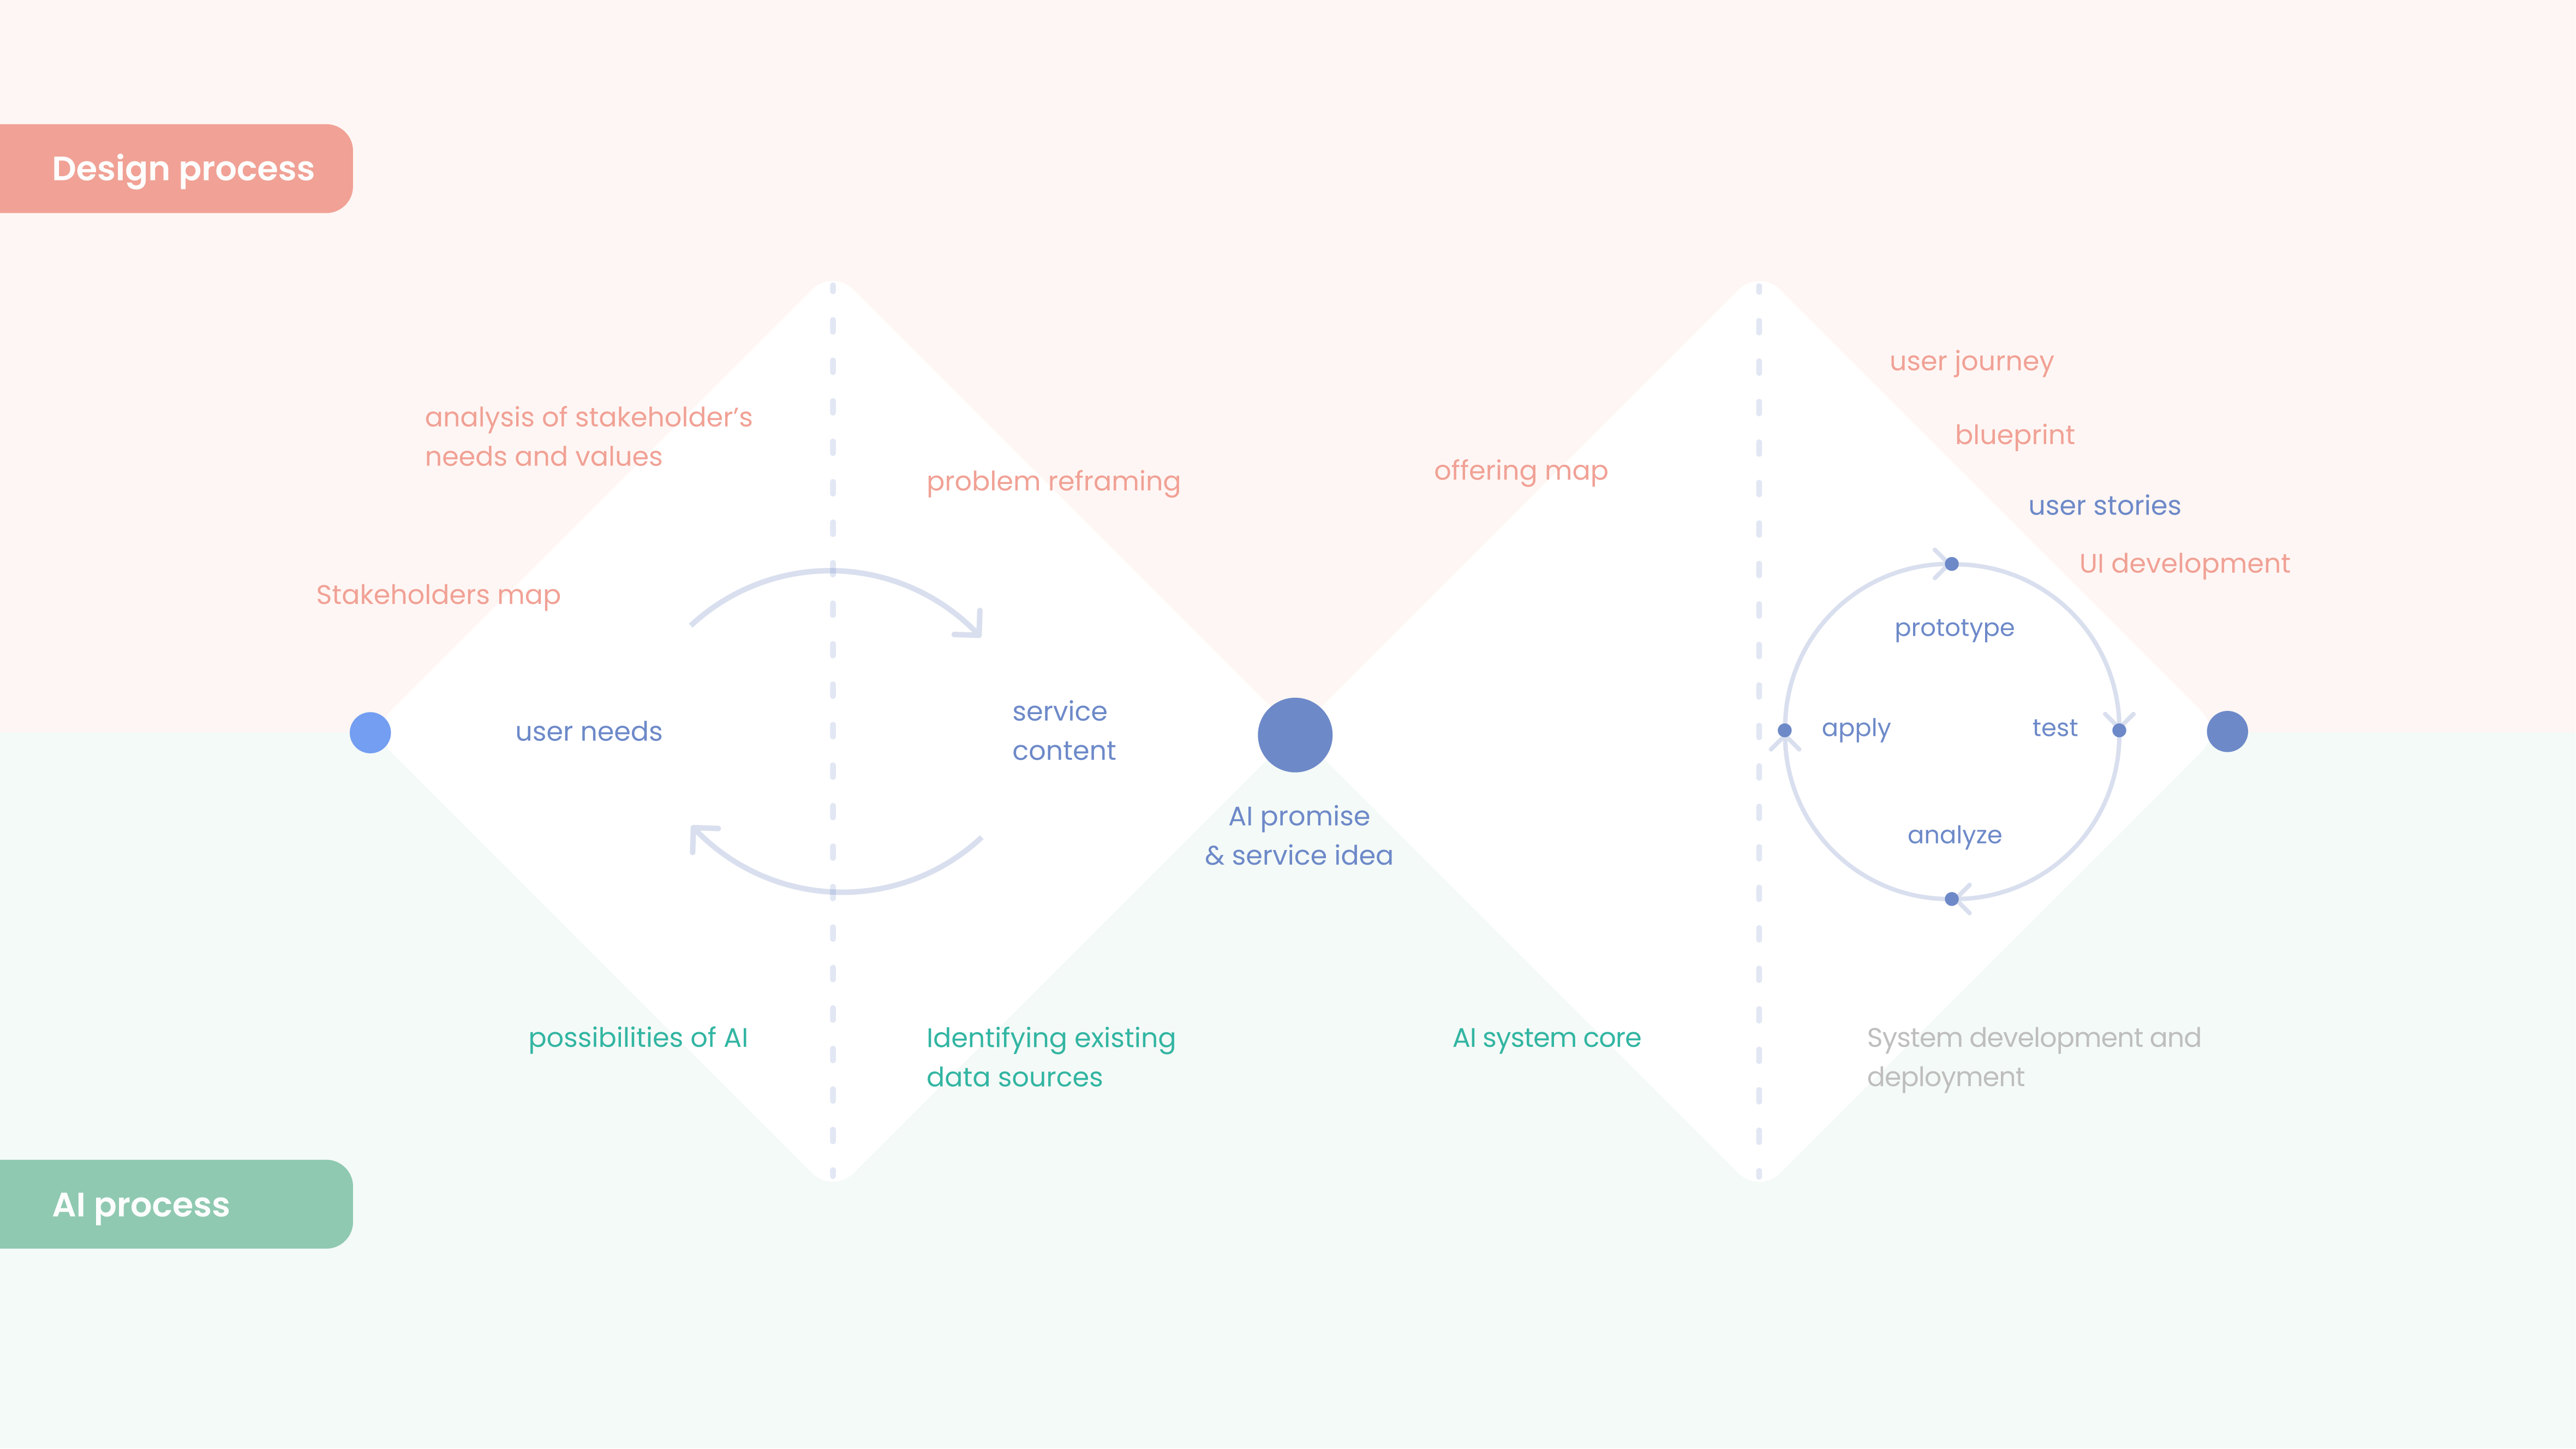 Design process
analysis of stakeholder’s
needs and values
Stakeholders map
problem reframing
user needs
service
content
AI promise
& service idea
possibilities of AI
Identifying existing
data sources
offering map
user journey
blueprint
user stories
UI development
prototype
apply
test
analyze
AI system core
System development and
deployment
AI process